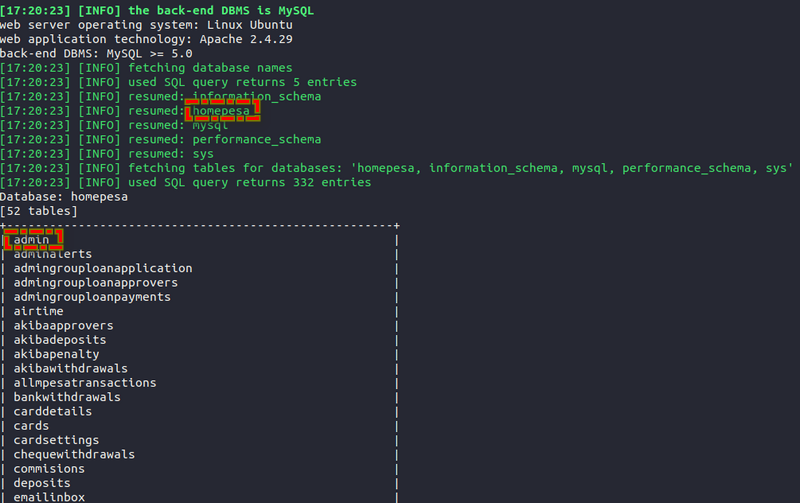 [17:20:23] [INFO] the back-end DBMS is MySQL
web server operating system: Linux Ubuntu
web application technology: Apache 2.4.29
back-end DBMS: MySQL >= 5.0
[17:20:23] [INFO] fetching database names
[17:20:23] [INFO] used SQL query returns 5 entries
[17:20:23] [INFO] resumed: information_schema
[17:20:23] [INFO] resumed: homepesa
[17:20:23] [INFO] resumed: mysql
[17:20:23] [INFO] resumed: performance_schema
[17:20:23] [INFO] resumed: sys
[17:20:23] [INFO] fetching tables for databases: 'homepesa, information_schema, mysql, performance_schema, sys'
[17:20:23] [INFO] used SQL query returns 332 entries
Database: homepesa
[52 tables]
+------------------------------------------------------+
| admin |
| adminalerts |
| admingrouploanapplication |
| admingrouploanapprovers |
| admingrouploanpayments |
| airtime |
| akibaapprovers |
| akibadeposits |
| akibapenalty |
| akibawithdrawals |
| allmpesatransactions |
| bankwithdrawals |
| carddetails |
| cards |
| cardsettings |
| chequewithdrawals |
| commisions |
| deposits |
| emailinbox |